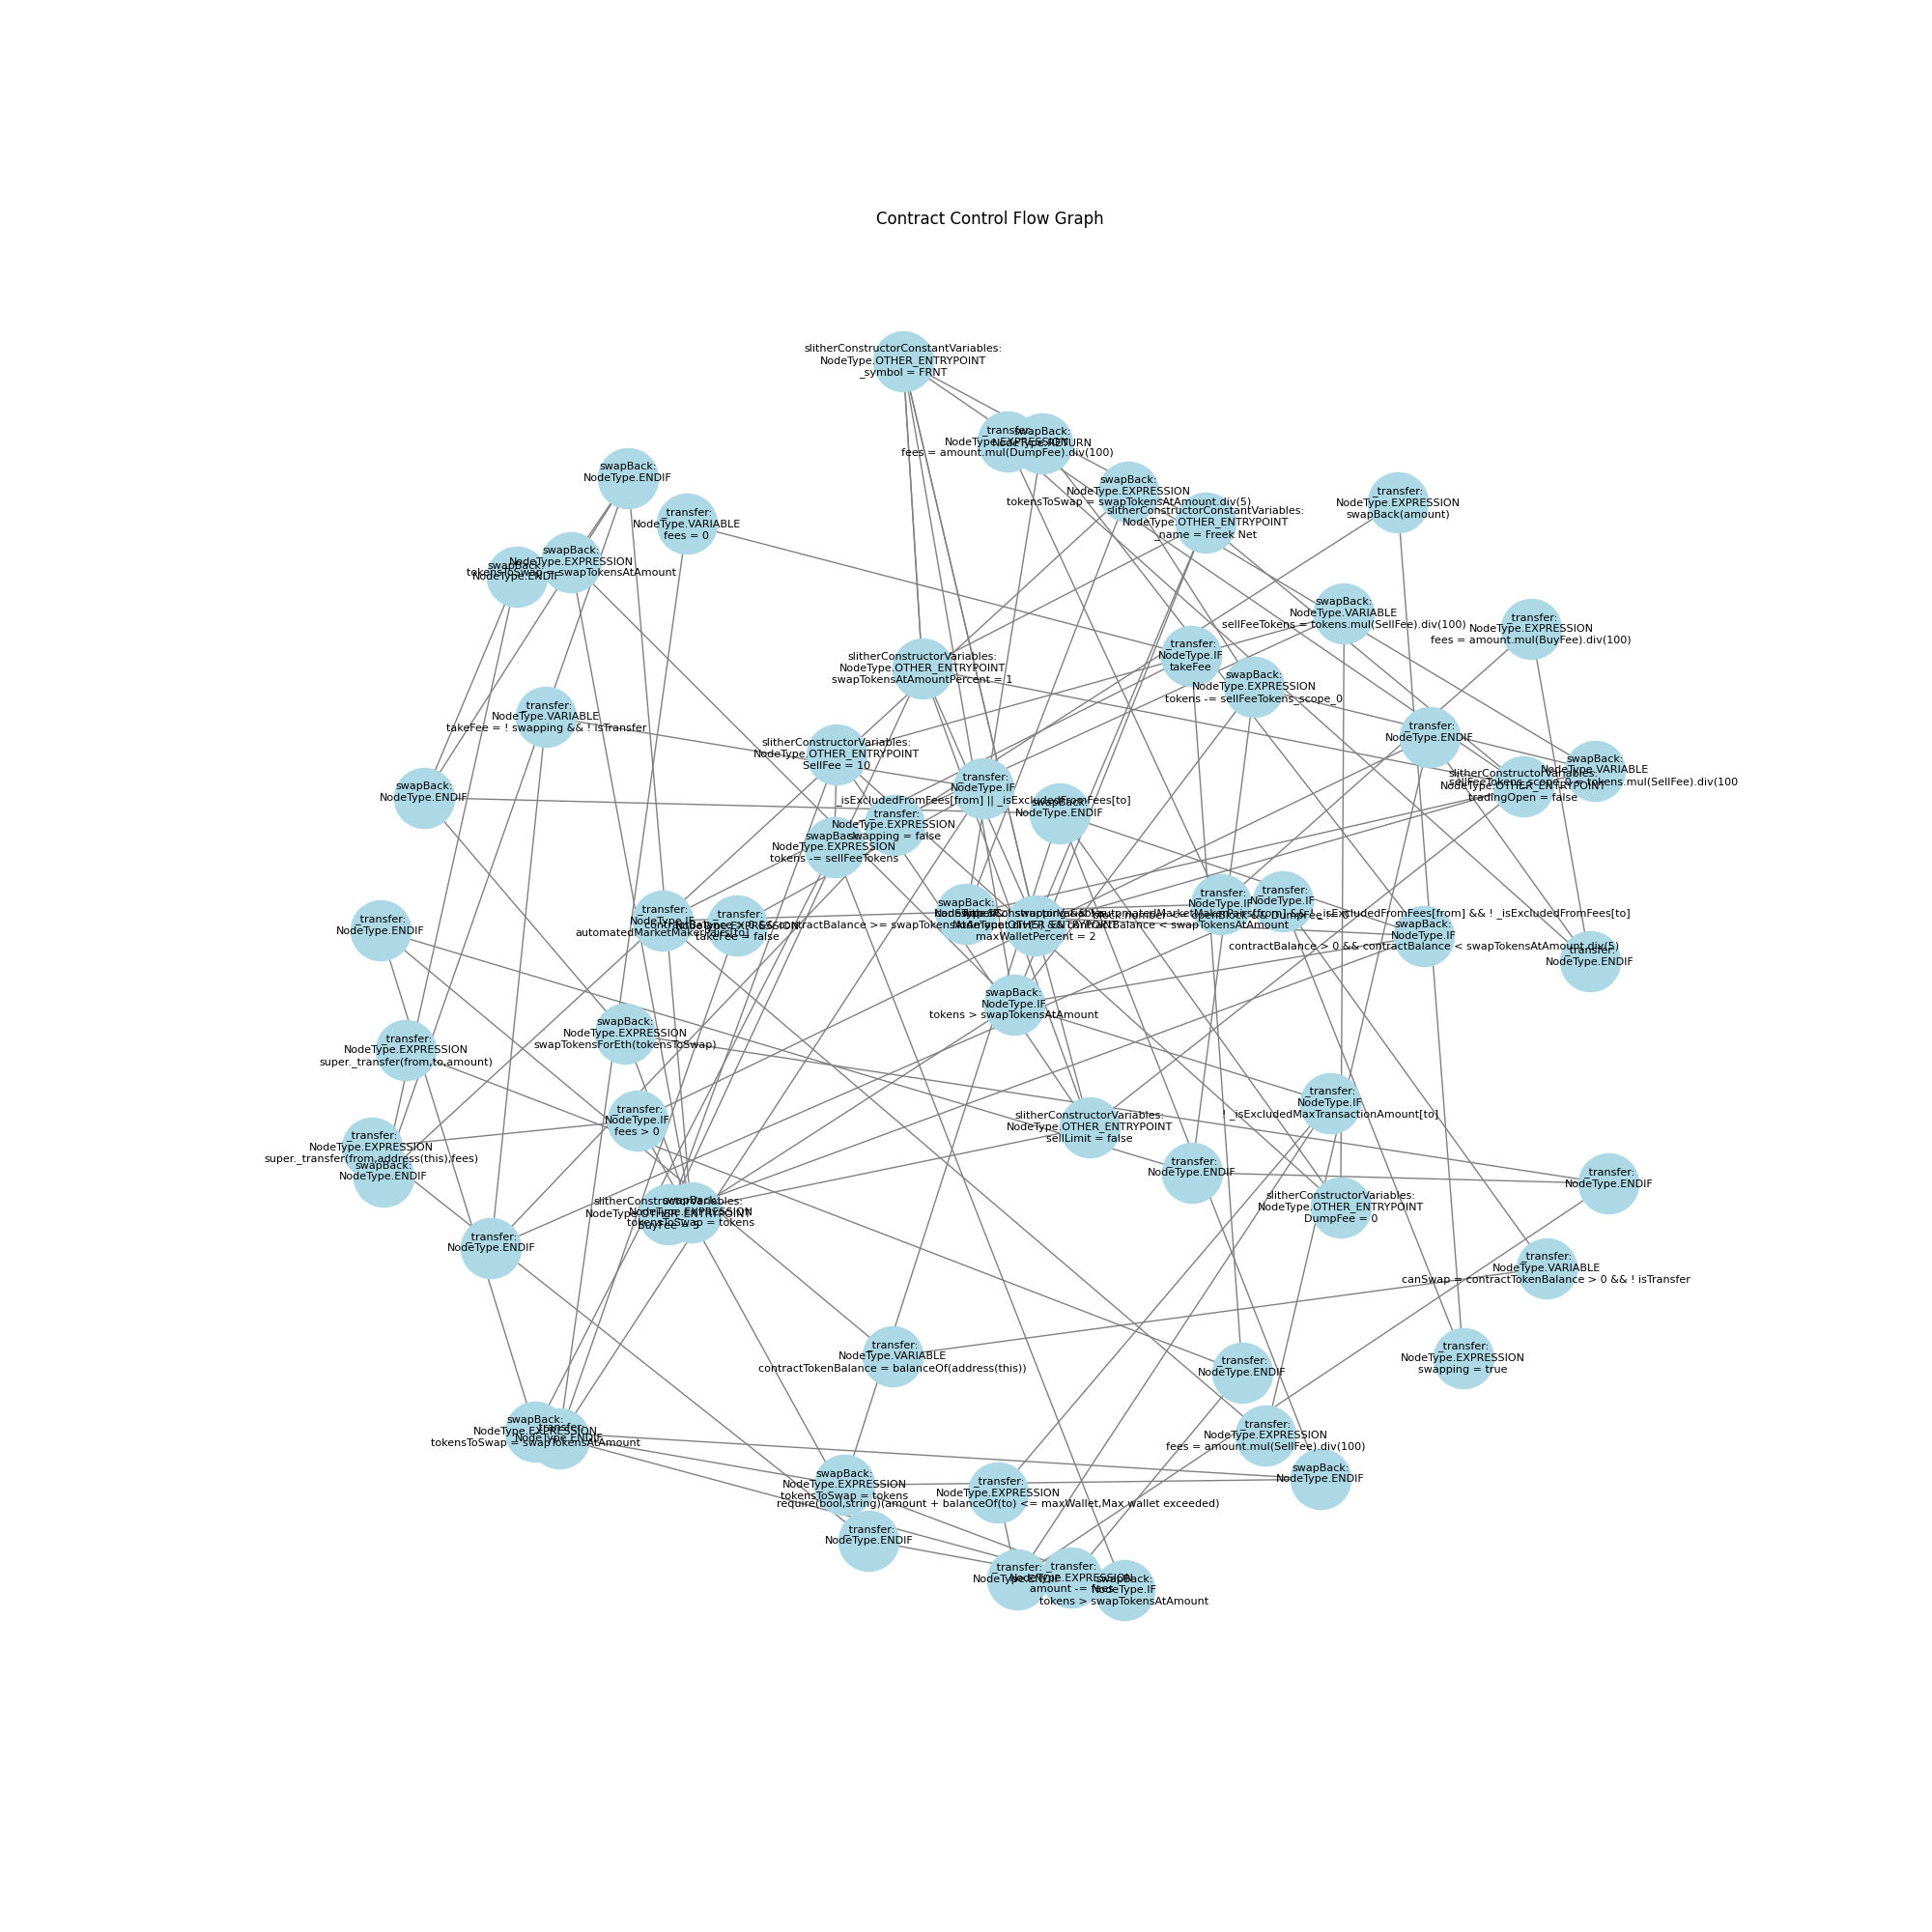 Contract Control Flow Graph
slitherConstructorConstantVariables:
NodeType.OTHER_ENTRYPOINT
_symbol = FRNT
_transfer:
NodeType.EXPRESSION
fees = amount.mul(DumpFee).div(100)
swapBack:
NodeType.RETURN
swapBack:
NodeType.ENDIF
swapBack:
NodeType.EXPRESSION
tokensToSwap = swapTokensAtAmount.div(5)
_transfer:
NodeType.EXPRESSION
swapBack(amount)
_transfer:
NodeType.VARIABLE
fees = 0
slitherConstructorConstantVariables:
NodeType.OTHER_ENTRYPOINT
_name = Freek Net
swapBack:
NodeType.EXPRESSION
tokensToSwap = swapTokensAtAmount
swapBack:
NodeType.ENDIF
swapBack:
NodeType.VARIABLE
sellFeeTokens = tokens.mul(SellFee).div(100)
_transfer:
NodeType.EXPRESSION
fees = amount.mul(BuyFee).div(100)
_transfer:
NodeType.IF
takeFee
slitherConstructorVariables:
NodeType.OTHER_ENTRYPOINT
swapTokensAtAmountPercent = 1
swapBack:
NodeType.EXPRESSION
tokens -= sellFeeTokens_scope_0
_transfer:
NodeType.VARIABLE
takeFee = ! swapping && ! isTransfer
_transfer:
NodeType.ENDIF
slitherConstructorVariables:
NodeType.OTHER_ENTRYPOINT
SellFee = 10
swapBack:
NodeType.VARIABLE
sellFeeTokens_scope_0 = tokens.mul(SellFee).div(100
slitherConstructorVariables:
NodeType.OTHER_ENTRYPOINT
tradingOpen = false
_transfer:
NodeType.IF
_isExcludedFromFees[from] || _isExcludedFromFees[to]
swapBack:
NodeType.ENDIF
swapBack:
NodeType.ENDIF
_transfer:
NodeType.EXPRESSION
swapping = false
swapBack:
NodeType.EXPRESSION
tokens -= sellFeeTokens
_transfer:
NodeType.IF
automatedMarketMakerPairs[to]
_transfer:
NodeType.EXPRESSION
takeFee = false
swapBack:
maxWalletPercent = 2
_transfer:
NodeType.IF
_transfer:
NodeType.IF
_transfer:
NodeType.ENDIF
swapBack:
NodeType.IF
contractBalance > 0 && contractBalance < swapTokensAtAmount.div(5)
_transfer:
NodeType.ENDIF
swapBack:
NodeType.IF
tokens > swapTokensAtAmount
swapBack:
NodeType.EXPRESSION
swapTokensForEth(tokensToSwap)
_transfer:
NodeType.EXPRESSION
super._transfer(from,to,amount)
_transfer:
NodeType.IF
! _isExcludedMaxTransactionAmount[to]
_transfer:
NodeType.IF
fees > 0
slitherConstructorVariables:
NodeType.OTHER_ENTRYPOINT
sellLimit = false
_transfer:
NodeType.EXPRESSION
super._transfer(from,address(this),fees)
swapBack:
NodeType.ENDIF
_transfer:
NodeType.ENDIF
_transfer:
NodeType.ENDIF
slitherConstructorVariables:
NodeType.OTHER_ENTRYPOINT
DumpFee = 0
slitherConstructorVariables:
NodeType.OTHER_ENTRYPOINT
BuyFee = 5
swapBack:
NodeType.EXPRESSION
tokensToSwap = tokens
_transfer:
NodeType.ENDIF
_transfer:
NodeType.VARIABLE
canSwap = contractTokenBalance > 0 && ! isTransfer
_transfer:
NodeType.VARIABLE
contractTokenBalance = balanceOf(address(this))
_transfer:
NodeType.EXPRESSION
swapping = true
_transfer:
NodeType.ENDIF
swapBack:
NodeType.EXPRESSION
tokensToSwap = swapTokensAtAmount
_transfer:
NodeType.ENDIF
_transfer:
NodeType.EXPRESSION
fees = amount.mul(SellFee).div(100)
swapBack:
NodeType.ENDIF
swapBack:
NodeType.EXPRESSION
tokensToSwap = tokens
_transfer:
NodeType.EXPRESSION
require(bool,string)(amount + balanceOf(to) <= maxWallet,Max wallet exceeded)
_transfer:
NodeType.ENDIF
_transfer:
NodeType.ENDIF
_transfer:
NodeType.EXPRESSION
amount -= fees
swapBack:
NodeType.IF
tokens > swapTokensAtAmount